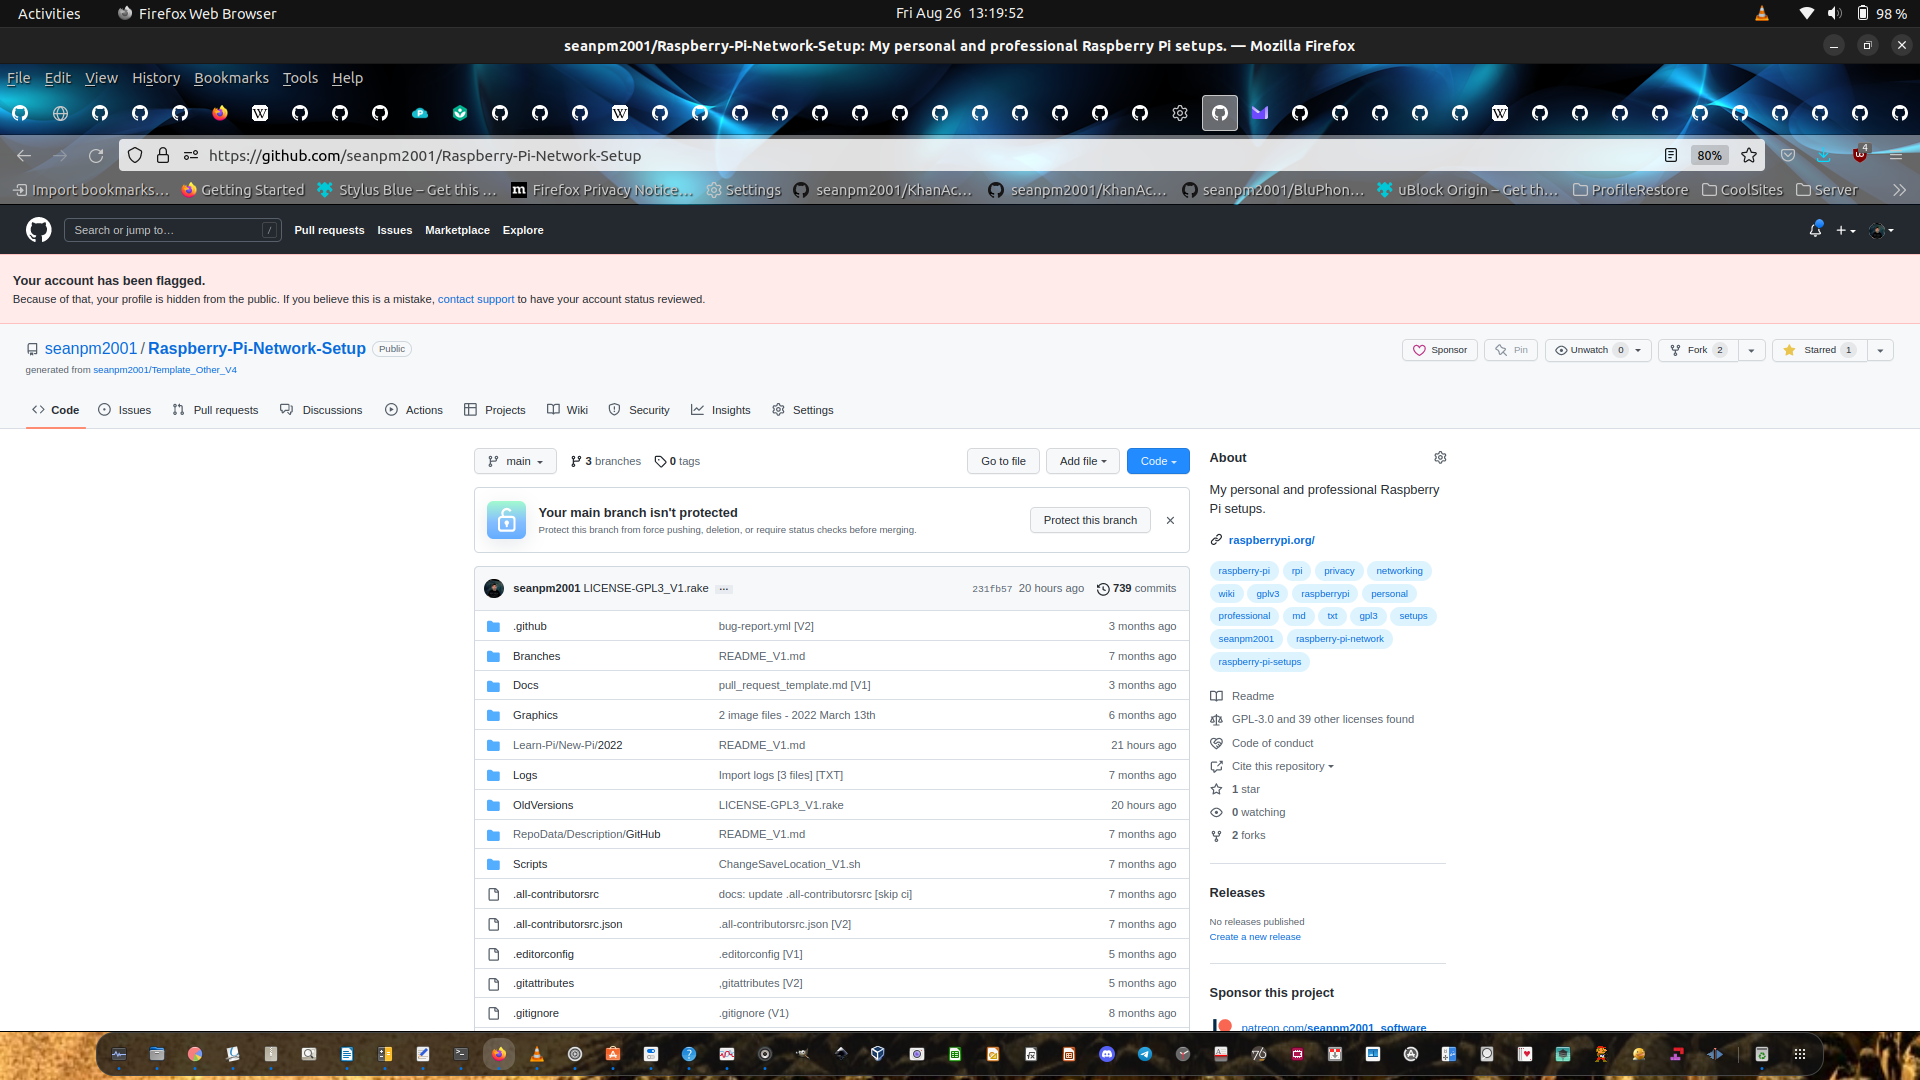 Activities
Firefox Web Browser
Fri Aug 26 13:19:52
98 %
seanpm2001/Raspberry-Pi-Network-Setup: My personal and professional Raspberry Pi setups. — Mozilla Firefox
File Edit View History Bookmarks Tools Help
https://github.com/seanpm2001/Raspberry-Pi-Network-Setup
80%
4
Import bookmarks…
Getting Started
Stylus Blue – Get this …
Firefox Privacy Notice…
Settings
seanpm2001/KhanAc…
seanpm2001/KhanAc…
seanpm2001/BluPhon…
uBlock Origin – Get th…
ProfileRestore
CoolSites
Server
Search or jump to…
/
Pull requests Issues Marketplace Explore
Your account has been flagged.
Because of that, your profile is hidden from the public. If you believe this is a mistake, contact support to have your account status reviewed.
seanpm2001 / Raspberry-Pi-Network-Setup Public
generated from seanpm2001/Template_Other_V4
Sponsor
Pin
Unwatch 0
Fork 2
Starred 1
Code
Issues
Pull requests
Discussions
Actions
Projects
Wiki
Security
Insights
Settings
main
3 branches
0 tags
Go to file
Add file
Code
Your main branch isn't protected
Protect this branch from force pushing, deletion, or require status checks before merging.
Protect this branch
seanpm2001 LICENSE-GPL3_V1.rake … 231fb57 20 hours ago 739 commits
.github bug-report.yml [V2] 3 months ago
Branches README_V1.md 7 months ago
Docs pull_request_template.md [V1] 3 months ago
Graphics 2 image files - 2022 March 13th 6 months ago
Learn-Pi/New-Pi/2022 README_V1.md 21 hours ago
Logs Import logs [3 files] [TXT] 7 months ago
OldVersions LICENSE-GPL3_V1.rake 20 hours ago
RepoData/Description/GitHub README_V1.md 7 months ago
Scripts ChangeSaveLocation_V1.sh 7 months ago
.all-contributorsrc docs: update .all-contributorsrc [skip ci] 7 months ago
.all-contributorsrc.json .all-contributorsrc.json [V2] 7 months ago
.editorconfig .editorconfig [V1] 5 months ago
.gitattributes ,gitattributes [V2] 5 months ago
.gitignore .gitignore (V1) 8 months ago
About
My personal and professional Raspberry
Pi setups.
raspberrypi.org/
raspberry-pi rpi privacy networking
wiki gplv3 raspberrypi personal
professional md txt gpl3 setups
seanpm2001 raspberry-pi-network
raspberry-pi-setups
Readme
GPL-3.0 and 39 other licenses found
Code of conduct
Cite this repository
1 star
0 watching
2 forks
Releases
No releases published
Create a new release
Sponsor this project
patreon.com/seanpm2001_software